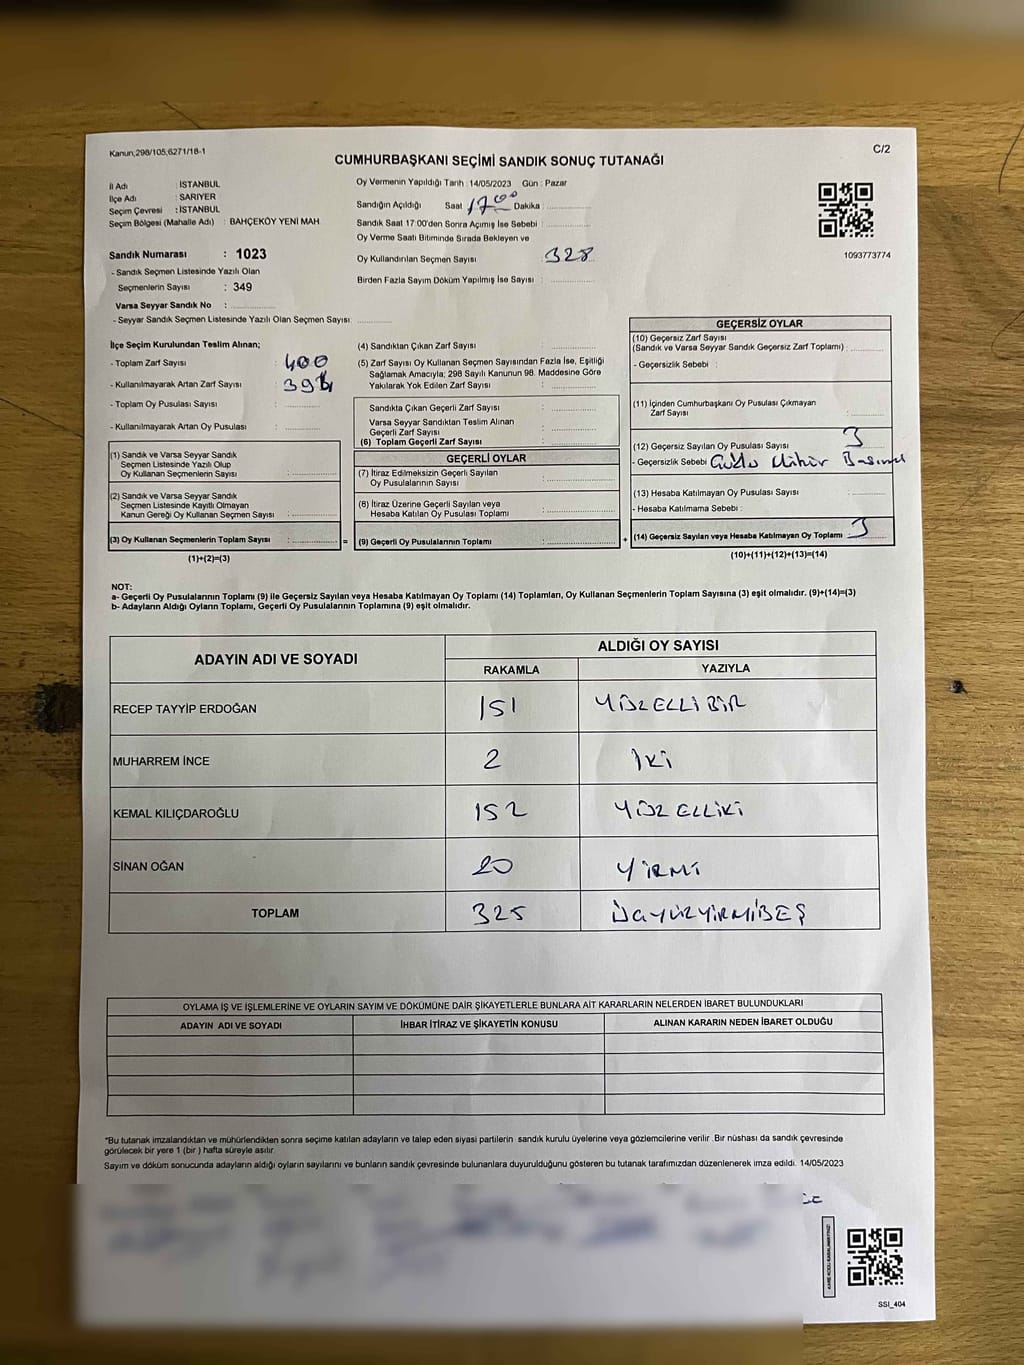 Kanun,298/105,6271/18-1
C/2
CUMHURBAŞKANI SEÇİMİ SANDIK SONUÇ TUTANAĞI
İl Adı : İSTANBUL
İlçe Adı : SARIYER
Seçim Çevresi : İSTANBUL
Seçim Bölgesi (Mahalle Adı) : BAHÇEKÖY YENİ MAH
Sandık Numarası : 1023
- Sandık Seçmen Listesinde Yazılı Olan
Seçmenlerin Sayısı : 349
Varsa Seyyar Sandık No :
- Seyyar Sandık Seçmen Listesinde Yazılı Olan Seçmen Sayısı:
Oy Vermenin Yapıldığı Tarih :14/05/2023 Gün : Pazar
Sandığın Açıldığı Saat 17:00 Dakika :
Sandık Saat 17:00'den Sonra Açımış İse Sebebi :
Oy Verme Saati Bitiminde Sırada Bekleyen ve
Oy Kullandırılan Seçmen Sayısı : 328
Birden Fazla Sayım Döküm Yapılmış İse Sayısı :
1093773774
İlçe Seçim Kurulundan Teslim Alınan;
- Toplam Zarf Sayısı : 400
- Kullanılmayarak Artan Zarf Sayısı :
- Toplam Oy Pusulası Sayısı :
- Kullanılmayarak Artan Oy Pusulası :
(1) Sandık ve Varsa Seyyar Sandık
Seçmen Listesinde Yazılı Olup
Oy Kullanan Seçmenlerin Sayısı :
(2) Sandık ve Varsa Seyyar Sandık
Seçmen Listesinde Kayıtlı Olmayan
Kanun Gereği Oy Kullanan Seçmen Sayısı :
(3) Oy Kullanan Seçmenlerin Toplam Sayısı :
(1)+(2)=(3)
=
(4) Sandıktan Çıkan Zarf Sayısı :
(5) Zarf Sayısı Oy Kullanan Seçmen Sayısından Fazla İse, Eşitliği
Sağlamak Amacıyla; 298 Sayılı Kanunun 98. Maddesine Göre
Yakılarak Yok Edilen Zarf Sayısı :
Sandıkta Çıkan Geçerli Zarf Sayısı :
Varsa Seyyar Sandıktan Teslim Alınan
Geçerli Zarf Sayısı :
(6) Toplam Geçerli Zarf Sayısı :
GEÇERLİ OYLAR
(7) İtiraz Edilmeksizin Geçerli Sayılan
Oy Pusulalarının Sayısı :
(8) İtiraz Üzerine Geçerli Sayılan veya
Hesaba Katılan Oy Pusulası Toplamı :
(9) Geçerli Oy Pusulalarının Toplamı :
+
GEÇERSİZ OYLAR
(10) Geçersiz Zarf Sayısı
(Sandık ve Varsa Seyyar Sandık Geçersiz Zarf Toplamı) :
- Geçersizlik Sebebi :
(11) İçinden Cumhurbaşkanı Oy Pusulası Çıkmayan
Zarf Sayısı :
(12) Geçersiz Sayılan Oy Pusulası Sayısı : 3
- Geçersizlik Sebebi : Mühür
(13) Hesaba Katılmayan Oy Pusulası Sayısı :
- Hesaba Katılmama Sebebi :
(14) Geçersiz Sayılan veya Hesaba Katılmayan Oy Toplamı : 3
(10)+(11)+(12)+(13)=(14)
NOT:
a- Geçerli Oy Pusulalarının Toplamı (9) ile Geçersiz Sayılan veya Hesaba Katılmayan Oy Toplamı (14) Toplamları, Oy Kullanan Seçmenlerin Toplam Sayısına (3) eşit olmalıdır. (9)+(14)=(3)
b- Adayların Aldığı Oyların Toplamı, Geçerli Oy Pusulalarının Toplamına (9) eşit olmalıdır.
ADAYIN ADI VE SOYADI
ALDIĞI OY SAYISI
RAKAMLA YAZIYLA
RECEP TAYYİP ERDOĞAN 151 YÜZELLİBİR
MUHARREM İNCE 2 İKİ
KEMAL KILIÇDAROĞLU 152 YÜZ ELLİKİ
SİNAN OĞAN 20 YİRMİ
TOPLAM 325 ÜÇYÜZYİRMİBEŞ
OYLAMA İŞ VE İŞLEMLERİNE VE OYLARIN SAYIM VE DÖKÜMÜNE DAİR ŞİKAYETLERLE BUNLARA AİT KARARLARIN NELERDEN İBARET BULUNDUKLARI
ADAYIN ADI VE SOYADI İHBAR İTİRAZ VE ŞİKAYETİN KONUSU ALINAN KARARIN NEDEN İBARET OLDUĞU
*Bu tutanak imzalandıktan ve mühürlendikten sonra seçime katılan adayların ve talep eden siyasi partilerin sandık kurulu üyelerine veya gözlemcilerine verilir .Bir nüshası da sandık çevresinde
görülecek bir yere 1 (bir ) hafta süreyle asılır.
Sayım ve döküm sonucunda adayların aldığı oyların sayılarını ve bunların sandık çevresinde bulunanlara duyurulduğunu gösteren bu tutanak tarafımızdan düzenlenerek imza edildi. 14/05/2023
SSI_404